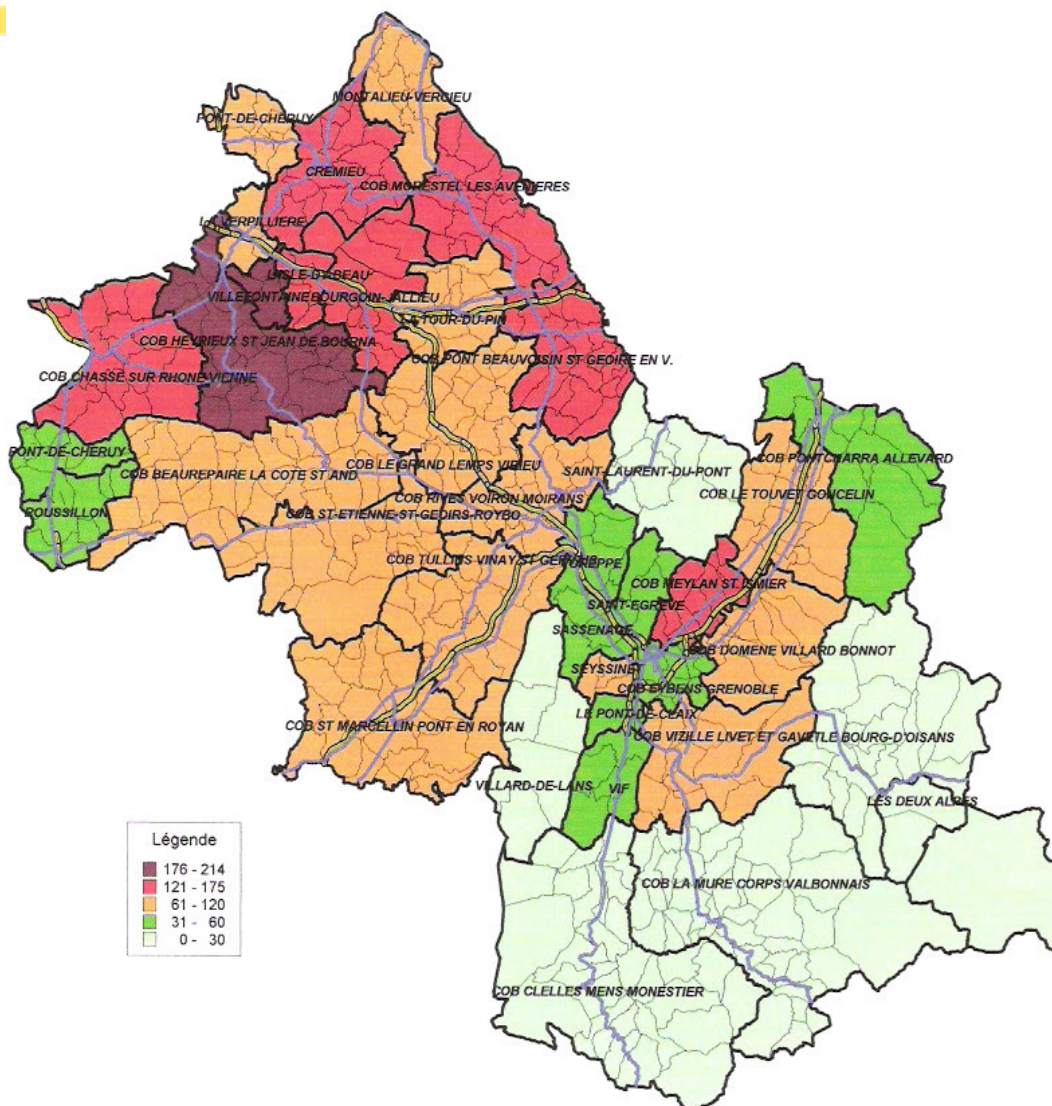 MONTALIEU-VERCIEU
PONT-DE-CHERUY
CREMIEU
COB MORESTEL LES AVENIERES
LA VERPILLIERE
L'ISLE-D'ABEAU
VILLEFONTAINE BOURGOIN-JALLIEU
LA TOUR-DU-PIN
COB HEYRIEUX ST JEAN DE BOURNA
COB PONT BEAUVOISIN ST GEOIRE EN V.
COB CHASSE SUR RHONE-VIENNE
PONT-DE-CHERUY
COB BEAUREPAIRE LA COTE ST AND
COB LE GRAND LEMPS VIRIEU
SAINT-LAURENT-DU-PONT
COB PONTCHARRA ALLEVARD
COB LE TOUVET GONCELIN
COB RIVES VOIRON MOIRANS
ROUSSILLON
COB ST-ETIENNE-ST-GEOIRS-ROYBO
COB TULLINS VINAY ST GERVAIS
VOREPPE
COB MEYLAN ST ISMIER
SAINT-EGREVE
SASSENAGE
COB DOMENE VILLARD BONNOT
SEYSSINET
COB EYBENS GRENOBLE
LE PONT-DE-CLAIX
COB ST MARCELLIN PONT EN ROYAN
COB VIZILLE LIVET ET GAVET
LE BOURG-D'OISANS
VILLARD-DE-LANS
VIF
LES DEUX ALPES
Légende
176 - 214
121 - 175
61 - 120
31 - 60
0 - 30
COB LA MURE CORPS VALBONNAIS
COB CLELLES MENS MONESTIER